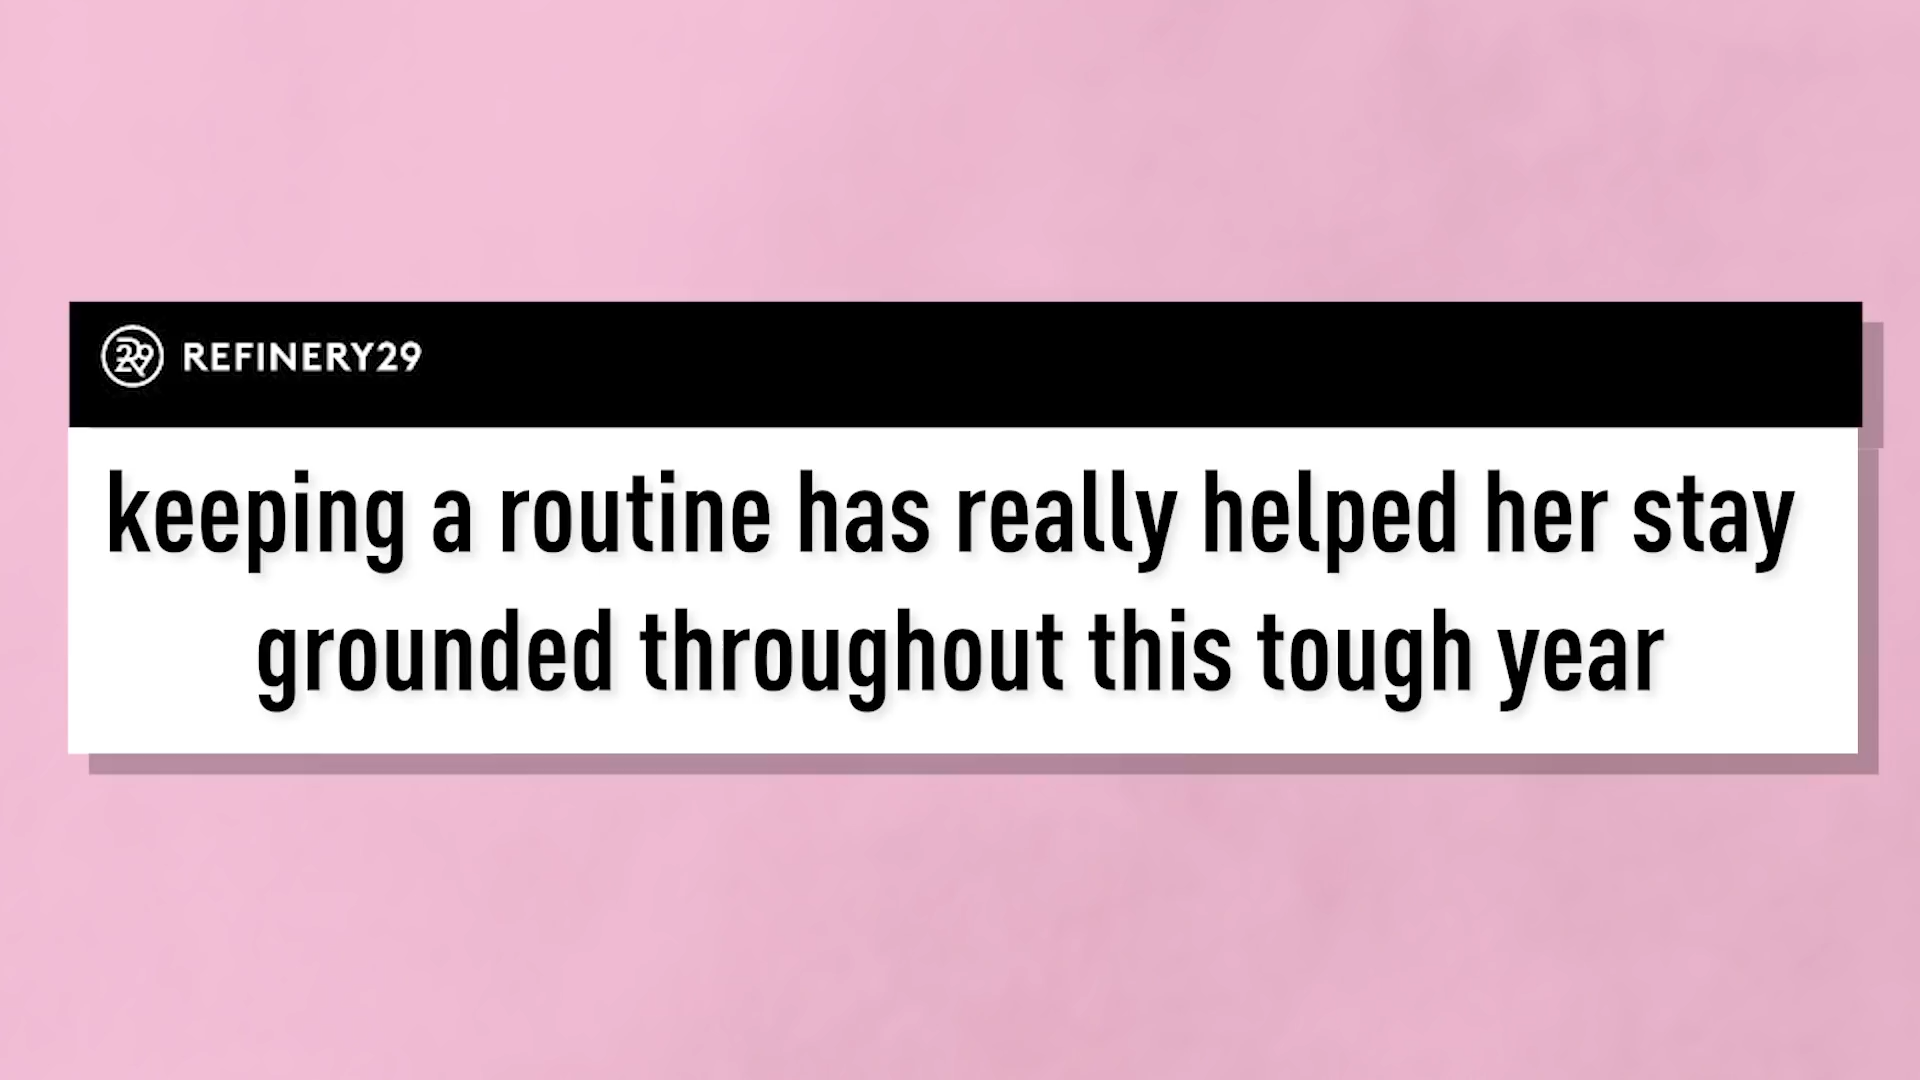 REFINERY29
keeping a routine has really helped her stay
grounded throughout this tough year